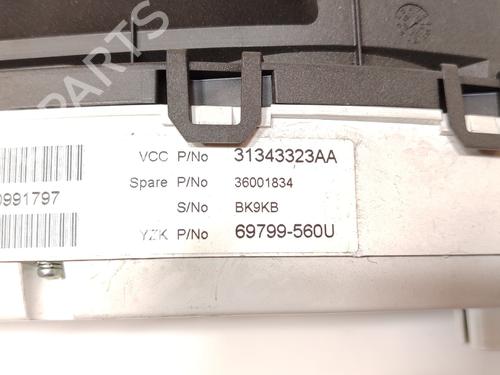 PARTS
VCC P/No 31343323AA
Spare P/No 36001834
0991797
S/No BK9KB
YZK P/No 69799-560U